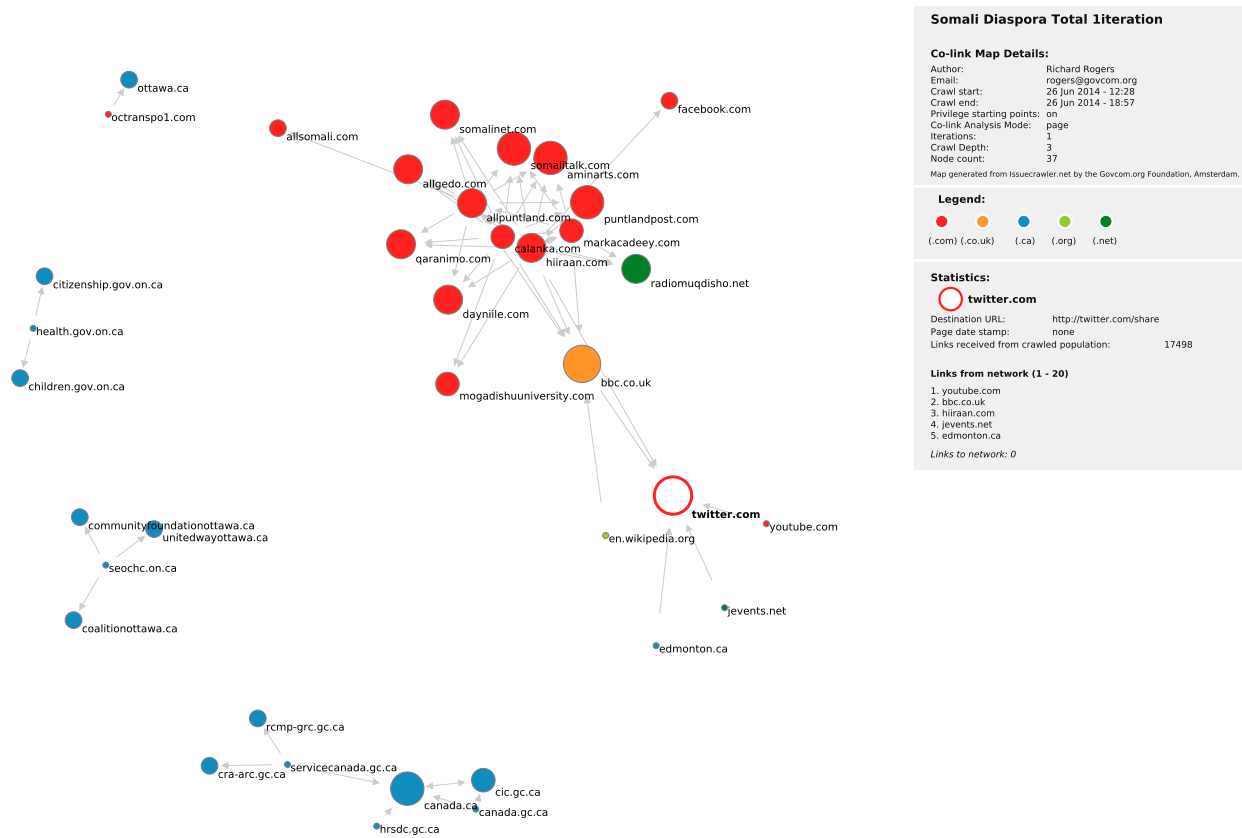 Somali Diaspora Total 1iteration
Co-link Map Details:
Author: Richard Rogers
Email: rogers@govcom.org
Crawl start: 26 Jun 2014 - 12:28
Crawl end: 26 Jun 2014 - 18:57
Privilege starting points: on
Co-link Analysis Mode: page
Iterations: 1
Crawl Depth: 3
Node count: 37
Map generated from Issuecrawler.net by the Govcom.org Foundation, Amsterdam.
Legend:
(.com) (.co.uk) (.ca) (.org) (.net)
Statistics:
twitter.com
Destination URL: http://twitter.com/share
Page date stamp: none
Links received from crawled population: 17498
Links from network (1 - 20)
1. youtube.com
2. bbc.co.uk
3. hiiraan.com
4. jevents.net
5. edmonton.ca
Links to network: 0
ottawa.ca
octranspo1.com
allsomali.com
facebook.com
somalinet.com
somalitalk.com
aminarts.com
allgedo.com
allpuntland.com
puntlandpost.com
markacadeey.com
calanka.com
qaranimo.com
hiiraan.com
radiomuqdisho.net
citizenship.gov.on.ca
dayniile.com
health.gov.on.ca
children.gov.on.ca
bbc.co.uk
mogadishuuniversity.com
twitter.com
communityfoundationottawa.ca
unitedwayottawa.ca
youtube.com
en.wikipedia.org
seochc.on.ca
jevents.net
coalitionottawa.ca
edmonton.ca
rcmp-grc.gc.ca
servicecanada.gc.ca
cra-arc.gc.ca
cic.gc.ca
canada.ca
canada.gc.ca
hrsdc.gc.ca